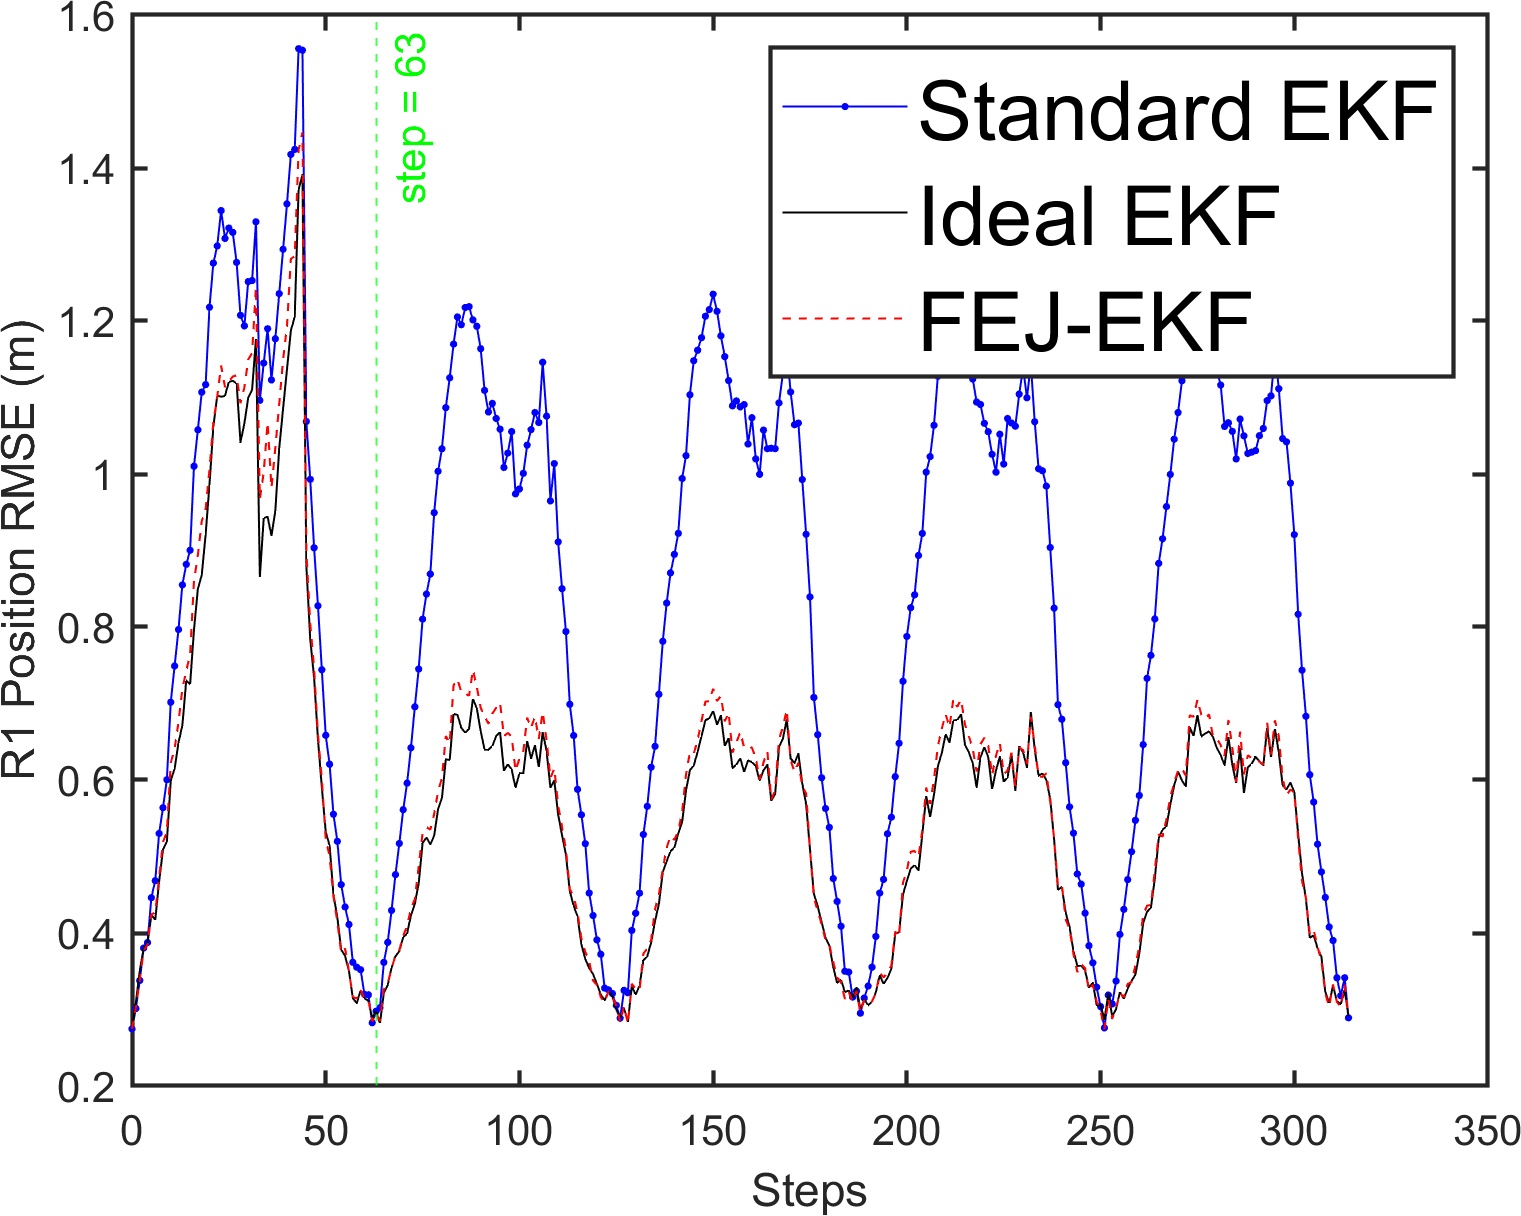 1.6
1.4
1.2
1
0.8
0.6
0.4
0.2
R1 Position RMSE (m)
step = 63
Standard EKF
Ideal EKF
FEJ-EKF
0 50 100 150 200 250 300 350
Steps